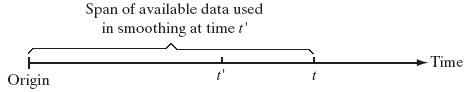 Span of available data used
in smoothing at time t'
Time
Origin
t'
t